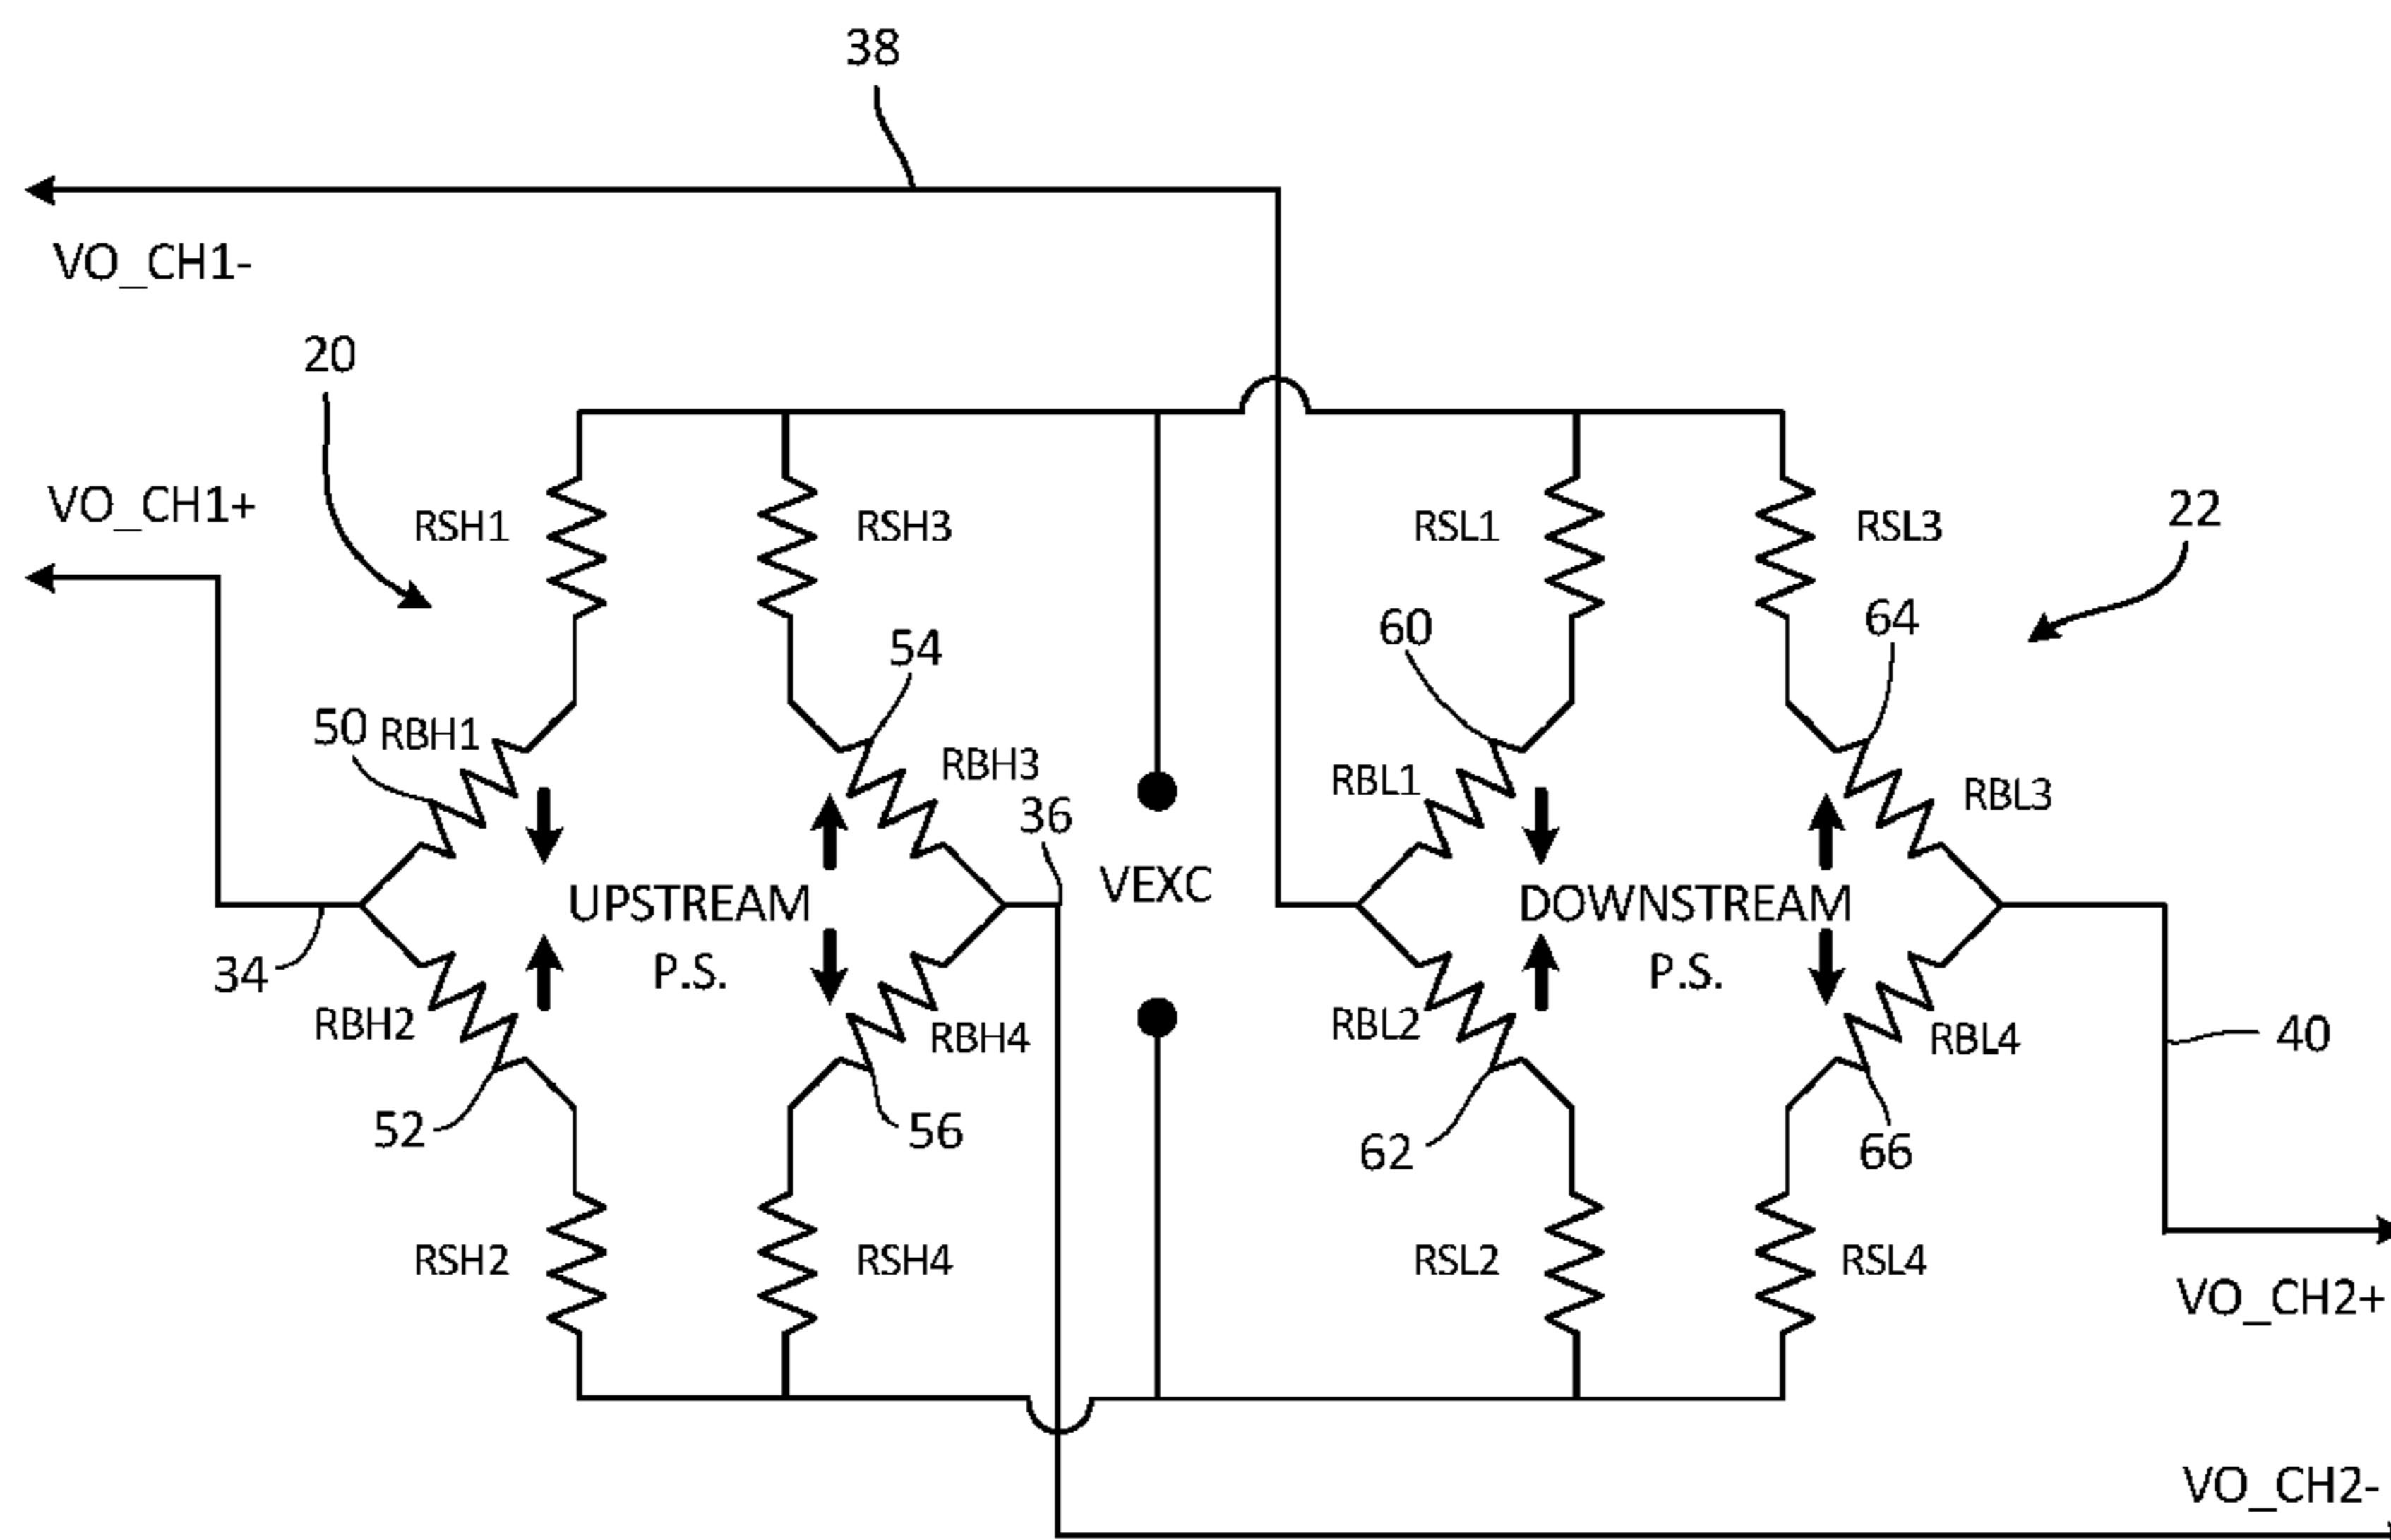 38
VO_CH1-
20
VO_CH1+
RSH1
RSH3
RSL1
RSL3
22
54
60
64
50
RBH1
RBH3
RBL1
RBL3
36
VEXC
UPSTREAM
P.S.
DOWNSTREAM
P.S.
34
RBH2
RBH4
RBL2
RBL4
40
52
56
62
66
RSH2
RSH4
RSL2
RSL4
VO_CH2+
VO_CH2-